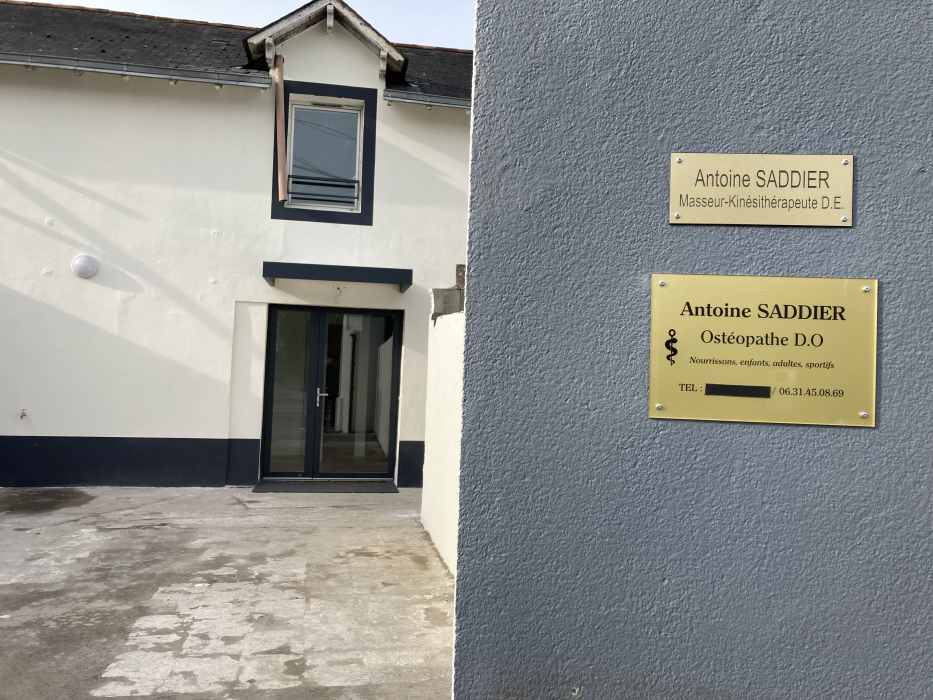 Antoine SADDIER
Masseur-Kinésithérapeute D.E.
Antoine SADDIER
Ostéopathe D.O
Nourrissons, enfants, adultes, sportifs
TEL : / 06.31.45.08.69